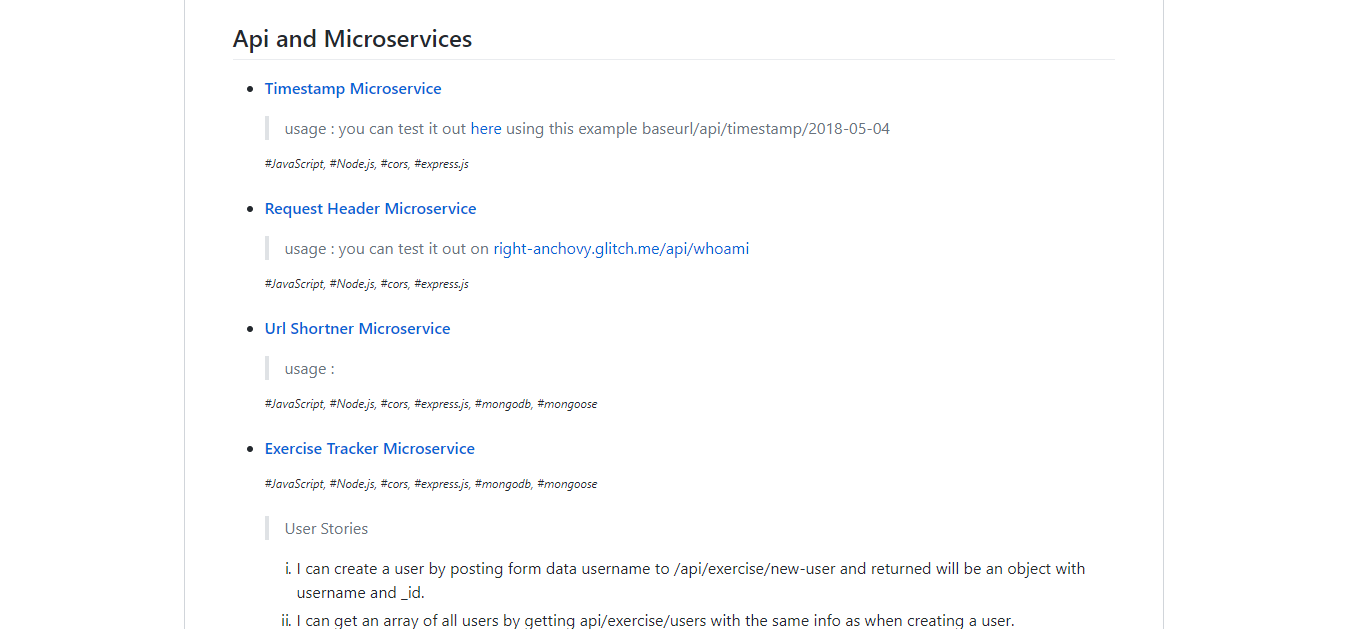 Api and Microservices
Timestamp Microservice
usage : you can test it out here using this example baseurl/api/timestamp/2018-05-04
#JavaScript, #Node.js, #cors, #express.js
Request Header Microservice
usage : you can test it out on right-anchovy.glitch.me/api/whoami
#JavaScript, #Node.js, #cors, #express.js
Url Shortner Microservice
usage :
#JavaScript, #Node.js, #cors, #express.js, #mongodb, #mongoose
Exercise Tracker Microservice
#JavaScript, #Node.js, #cors, #express.js, #mongodb, #mongoose
User Stories
i. I can create a user by posting form data username to /api/exercise/new-user and returned will be an object with
username and _id.
ii. I can get an array of all users by getting api/exercise/users with the same info as when creating a user.